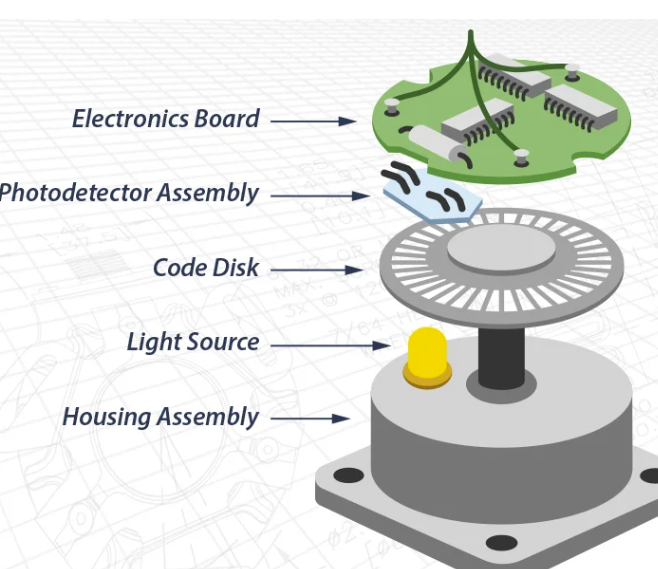 Electronics Board
Photodetector Assembly
Code Disk
Light Source
Housing Assembly